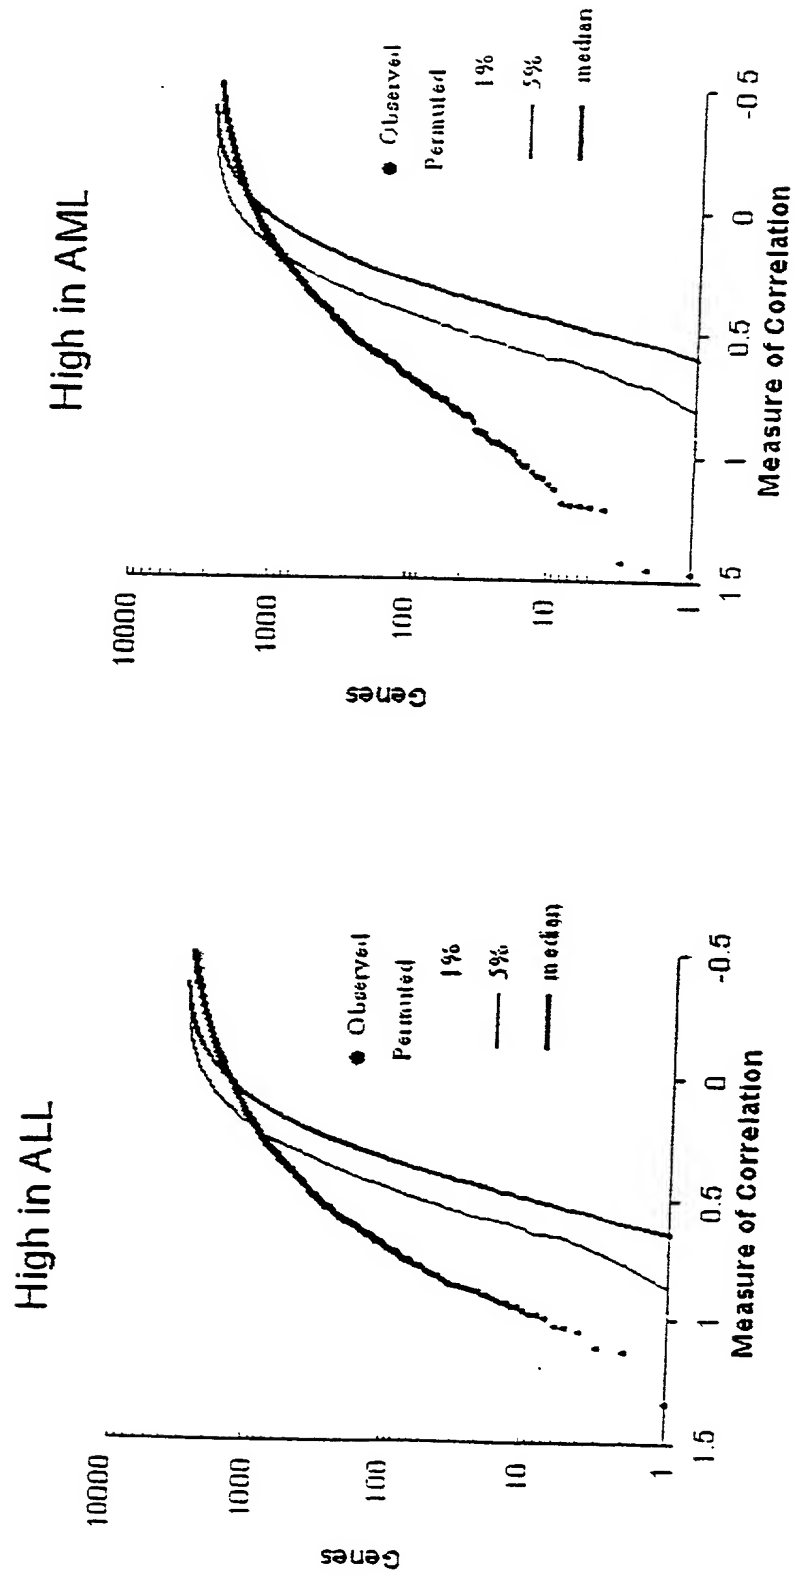 High in ALL
Genes
10000
1000
100
10
1
1.5
1
0.5
0
-0.5
Measure of Correlation
Observed
Permuted
1%
5%
median
High in AML
Genes
10000
1000
100
10
1
1 5
1
0.5
0
-0 5
Measure of Correlation
Observed
Permuted
1%
5%
median